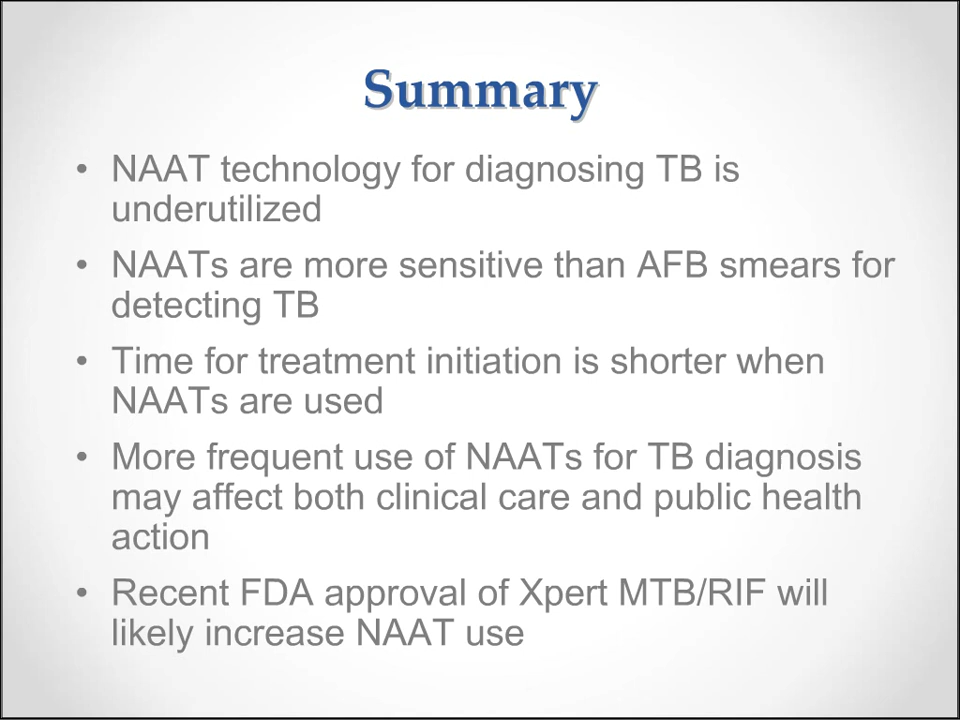 Summary
• NAAT technology for diagnosing TB is
underutilized
• NAATs are more sensitive than AFB smears for
detecting TB
• Time for treatment initiation is shorter when
NAATs are used
• More frequent use of NAATs for TB diagnosis
may affect both clinical care and public health
action
• Recent FDA approval of Xpert MTB/RIF will
likely increase NAAT use